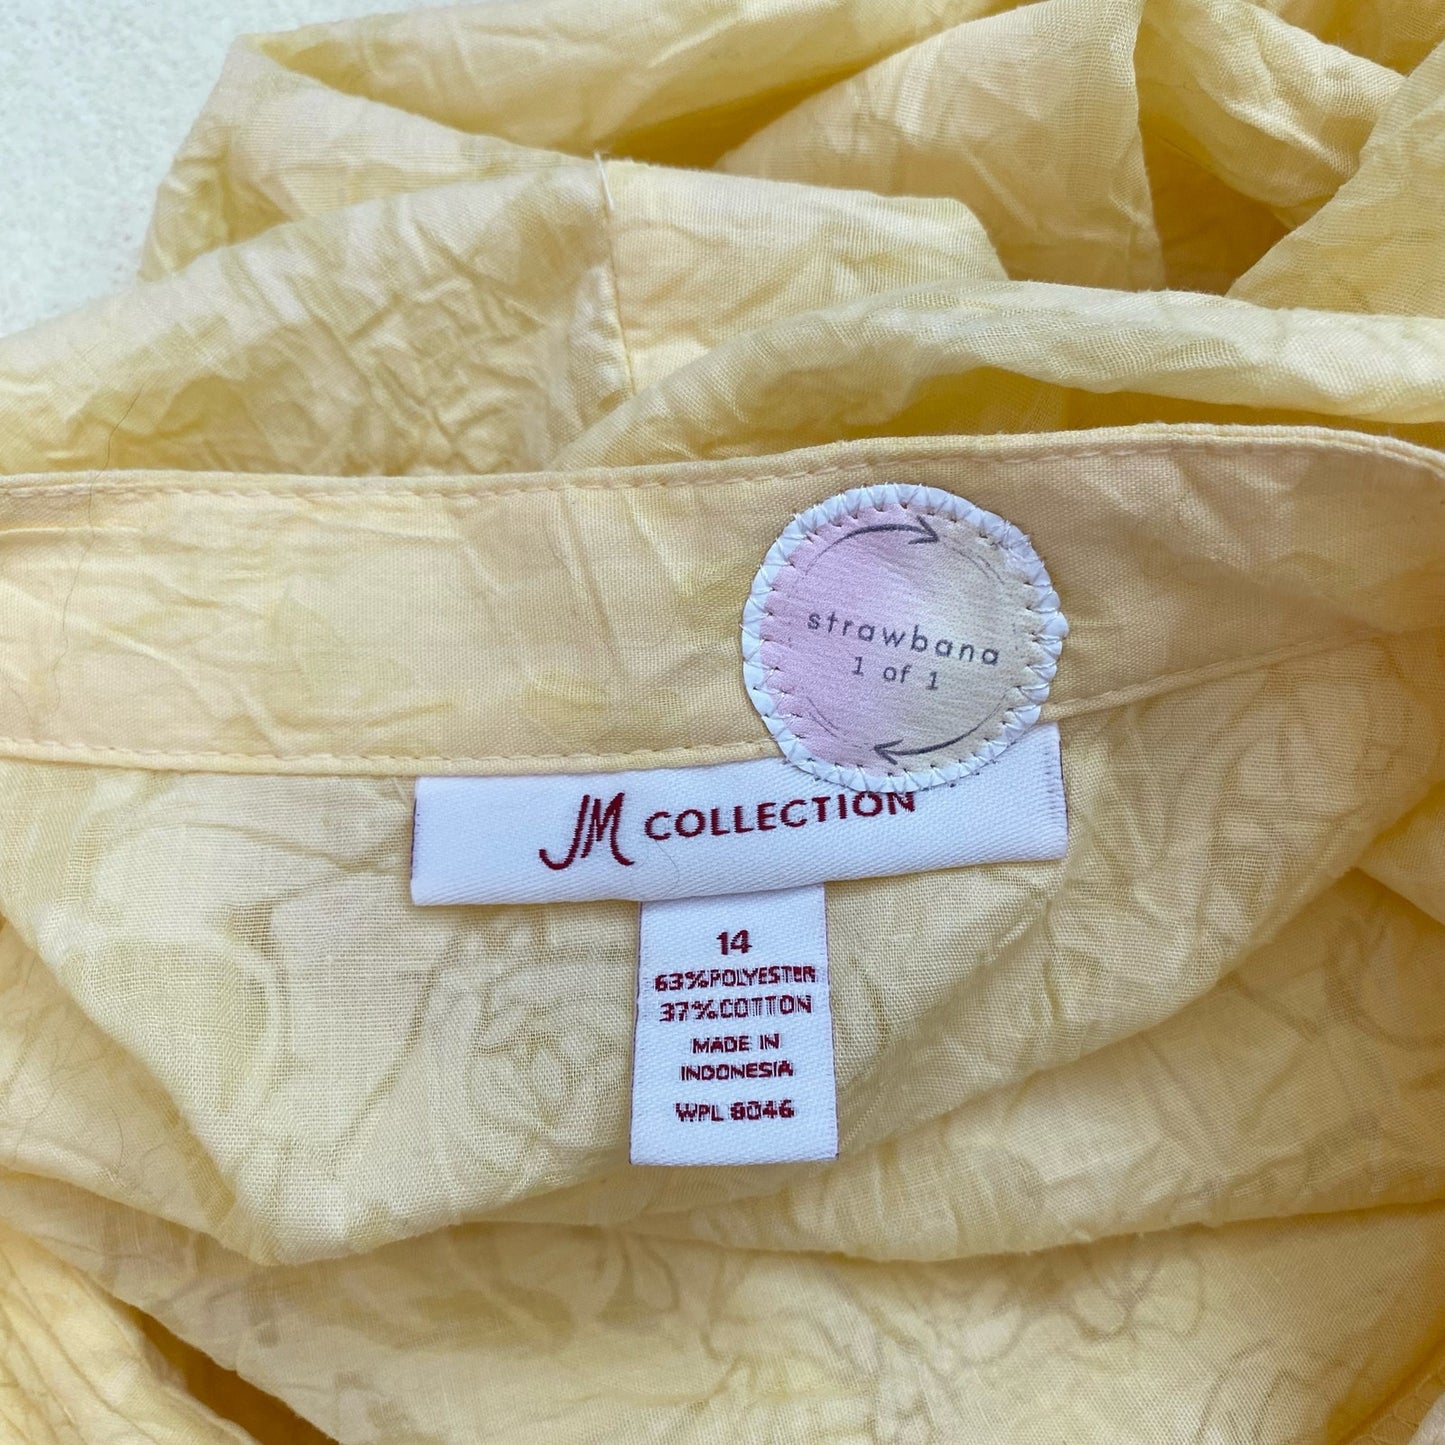 strawbana
1 of 1
JM COLLECTION
14
63%POLYESTER
37%COTTON
MADE IN
INDONESIA
WPL 8046